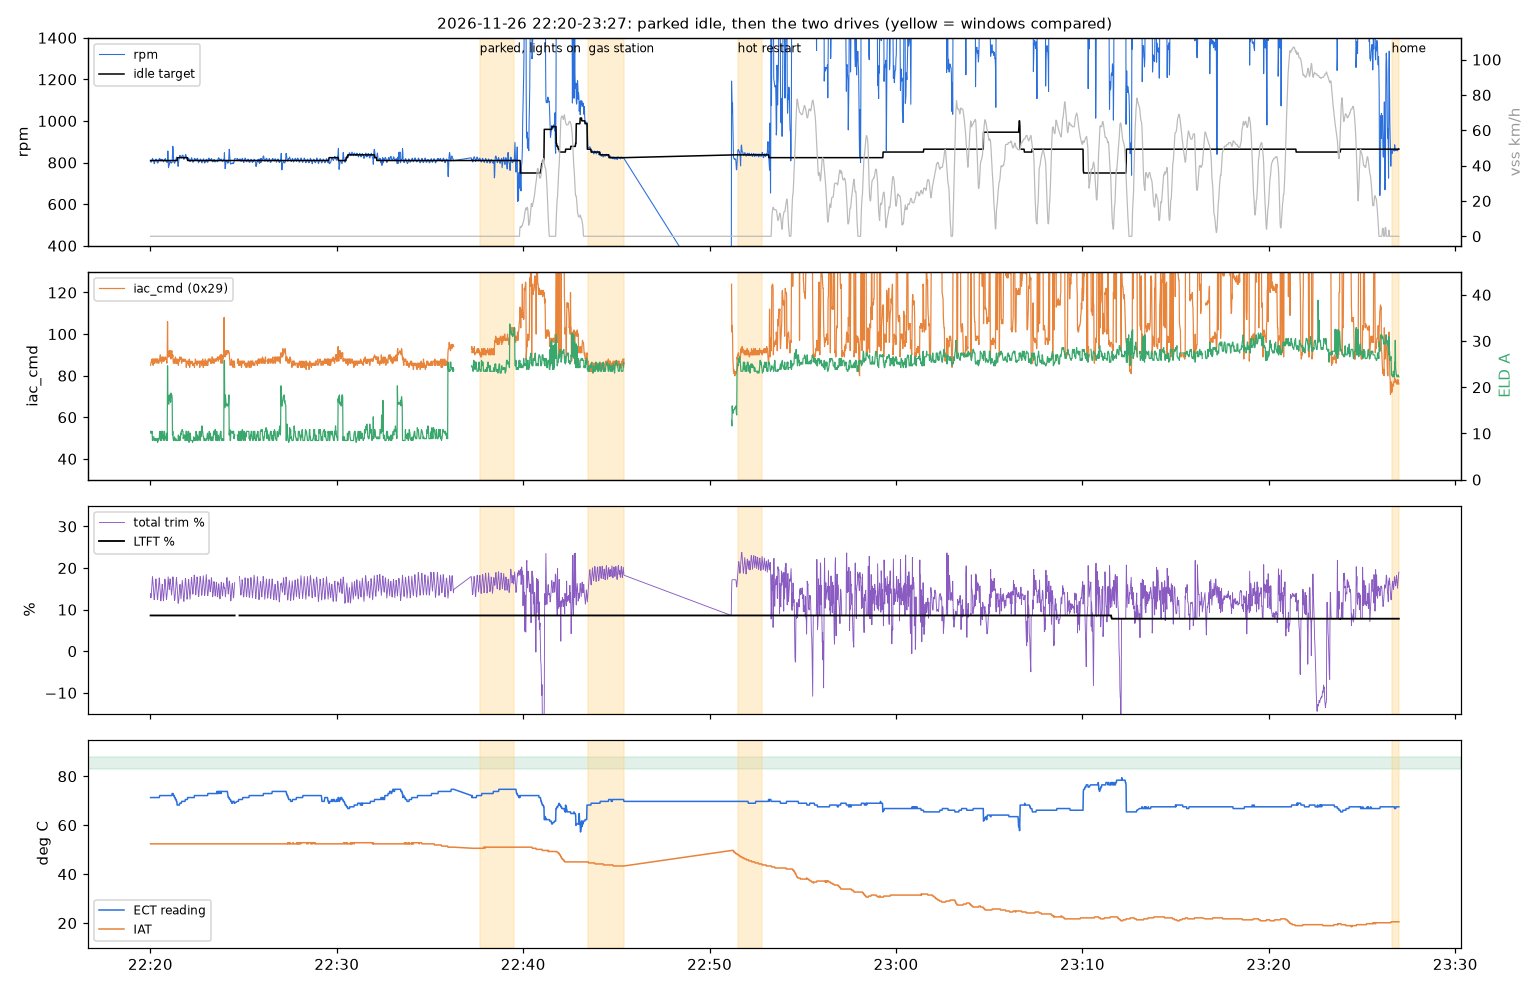 2026-11-26 22:20-23:27: parked idle, then the two drives (yellow = windows compared)
rpm
idle target
parked, lights on
gas station
hot restart
home
1400
1200
1000
800
600
400
rpm
100
80
60
40
20
0
vss km/h
iac_cmd (0x29)
120
100
80
60
40
iac_cmd
40
30
20
10
0
ELD A
total trim %
LTFT %
30
20
10
0
−10
%
80
60
40
20
deg C
ECT reading
IAT
22:20
22:30
22:40
22:50
23:00
23:10
23:20
23:30